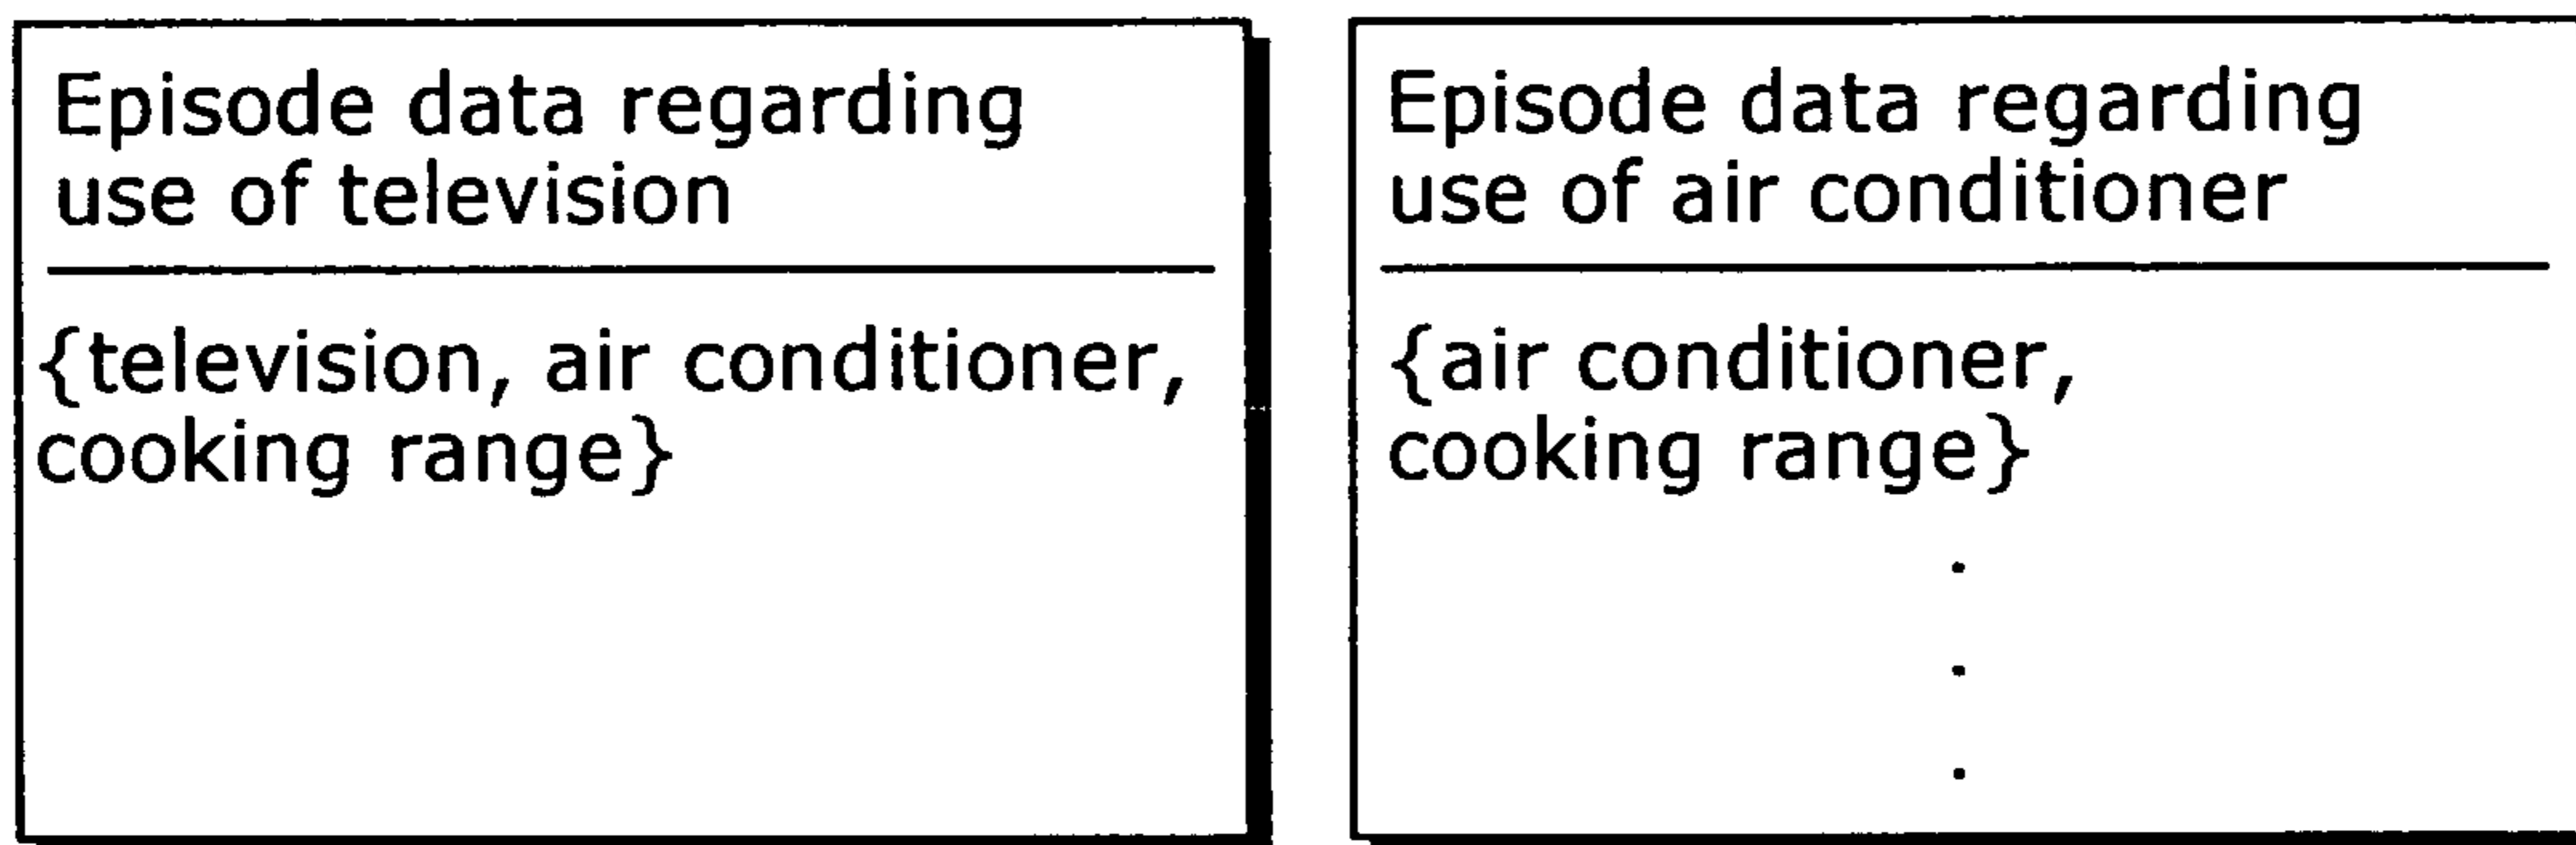 Episode data regarding
use of television
{television, air conditioner,
cooking range}
Episode data regarding
use of air conditioner
{air conditioner,
cooking range}
.
.
.